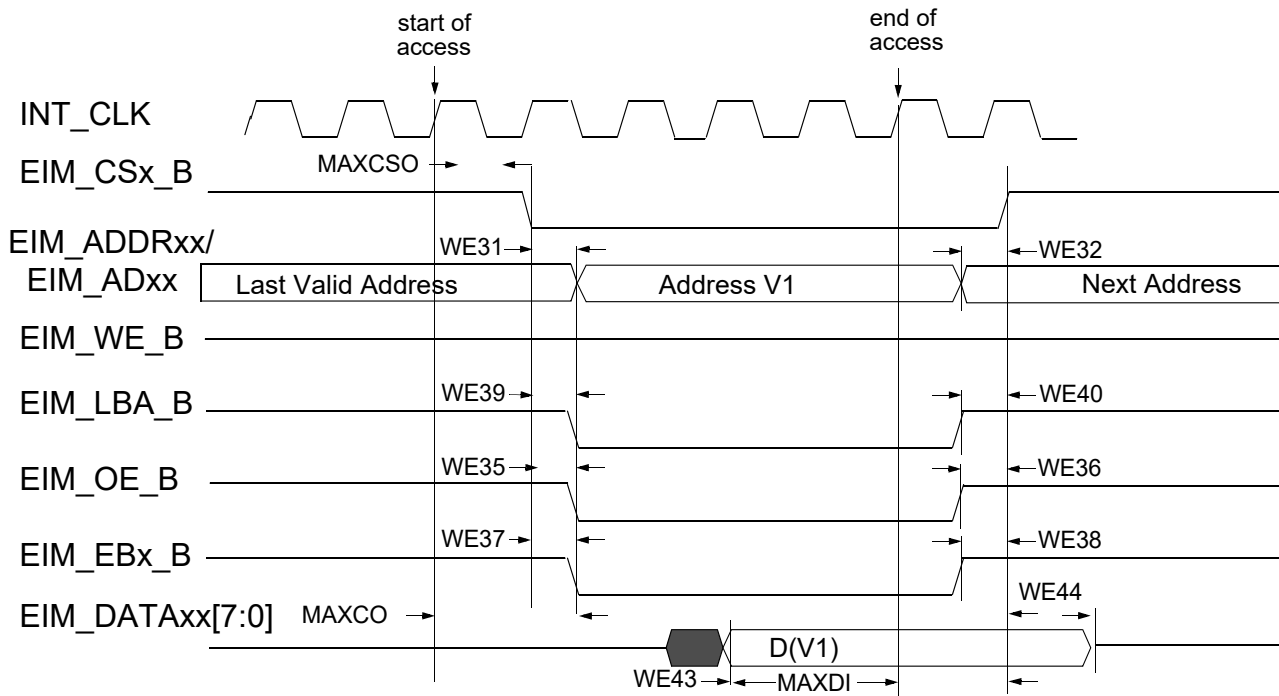 start of
access
end of
access
INT_CLK
MAXCSO
EIM_CSx_B
EIM_ADDRxx/
EIM_ADxx
WE31
WE32
Last Valid Address
Address V1
Next Address
EIM_WE_B
WE39
WE40
EIM_LBA_B
WE35
WE36
EIM_OE_B
WE37
WE38
EIM_EBx_B
WE44
EIM_DATAxx[7:0]
MAXCO
D(V1)
WE43
MAXDI